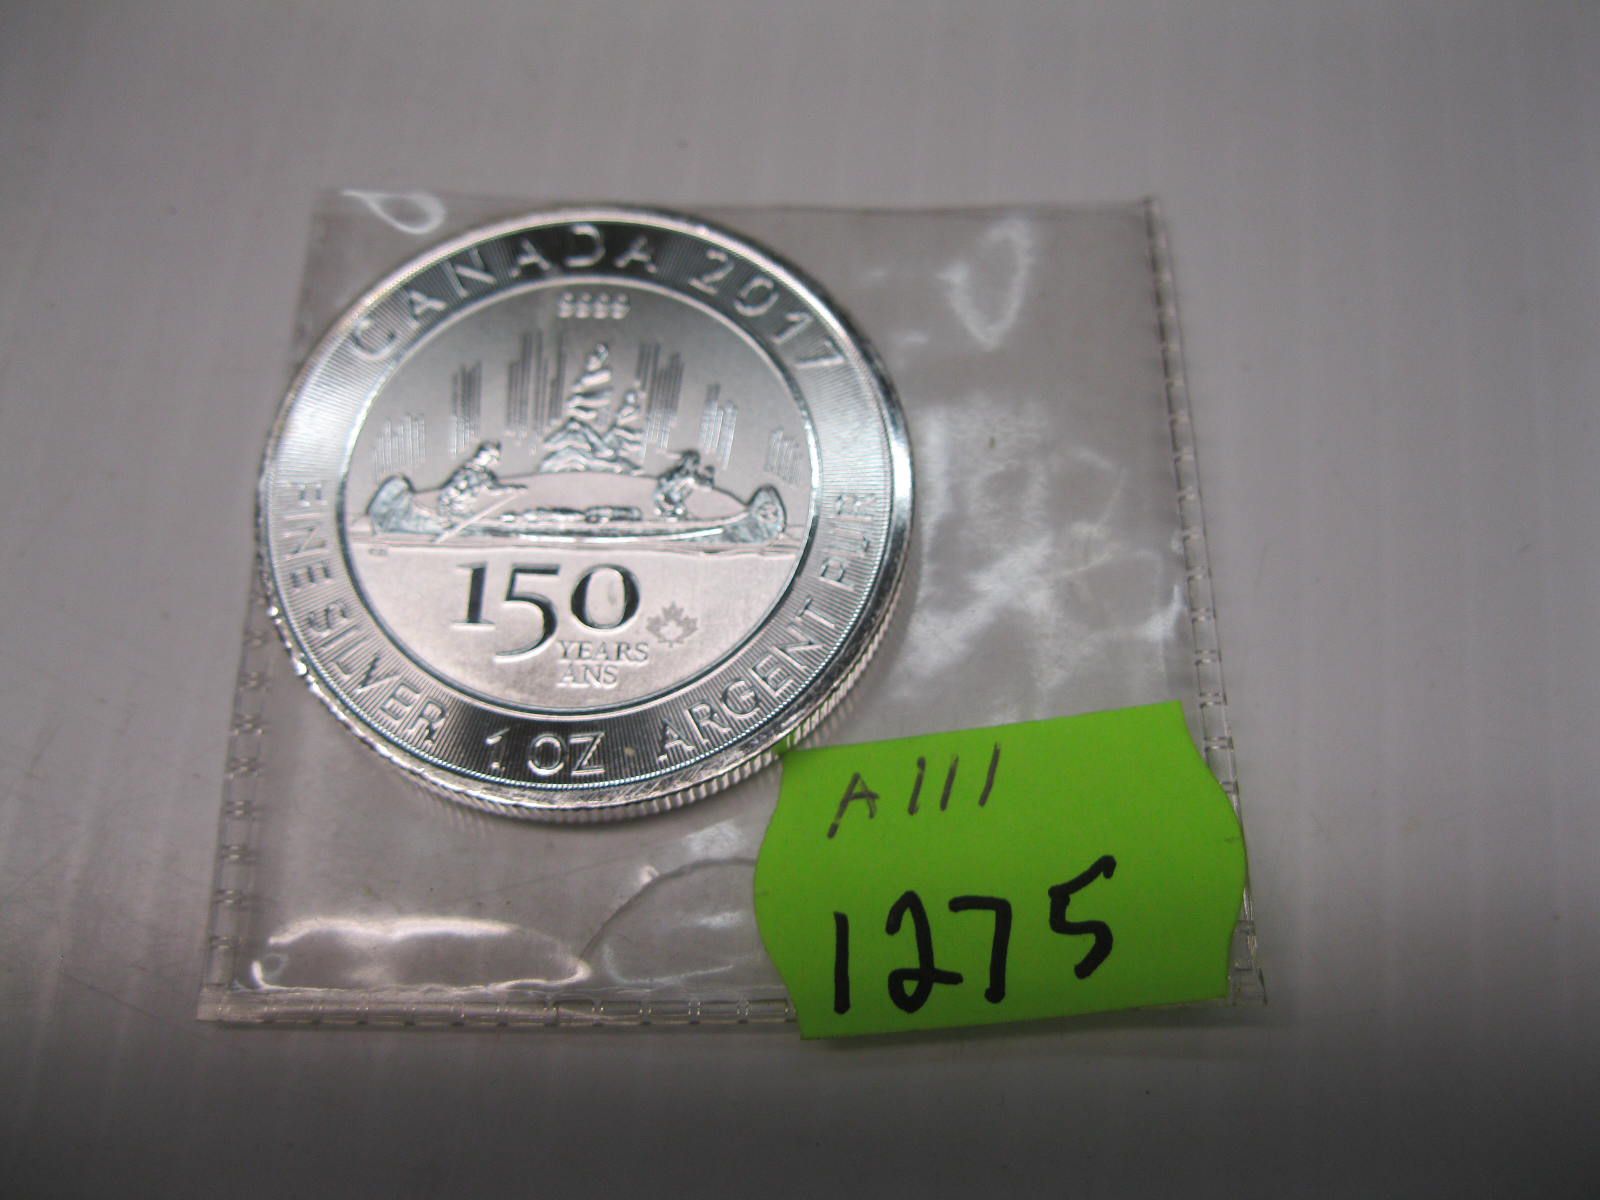 CANADA 2017
9999
150
YEARS
ANS
FINE SILVER 1 OZ ARGENT PUR
A111
1275